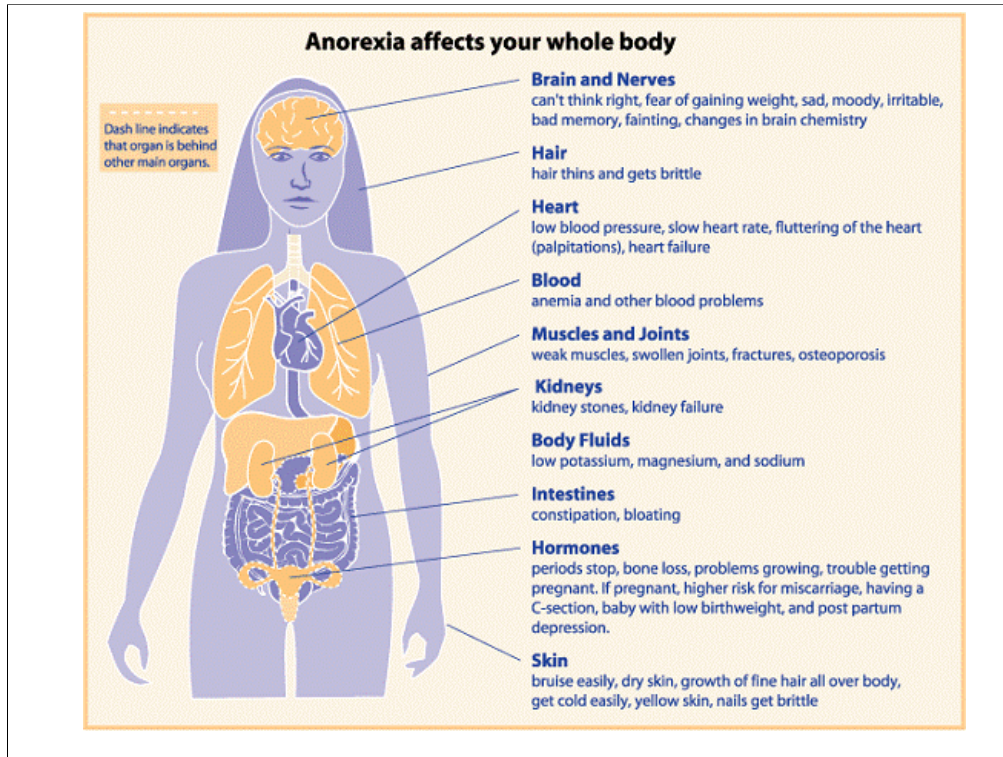 Anorexia affects your whole body
Dash line indicates
that organ is behind
other main organs.
Brain and Nerves
can't think right, fear of gaining weight, sad, moody, irritable,
bad memory, fainting, changes in brain chemistry
Hair
hair thins and gets brittle
Heart
low blood pressure, slow heart rate, fluttering of the heart
(palpitations), heart failure
Blood
anemia and other blood problems
Muscles and Joints
weak muscles, swollen joints, fractures, osteoporosis
Kidneys
kidney stones, kidney failure
Body Fluids
low potassium, magnesium, and sodium
Intestines
constipation, bloating
Hormones
periods stop, bone loss, problems growing, trouble getting
pregnant. If pregnant, higher risk for miscarriage, having a
C-section, baby with low birthweight, and post partum
depression.
Skin
bruise easily, dry skin, growth of fine hair all over body,
get cold easily, yellow skin, nails get brittle